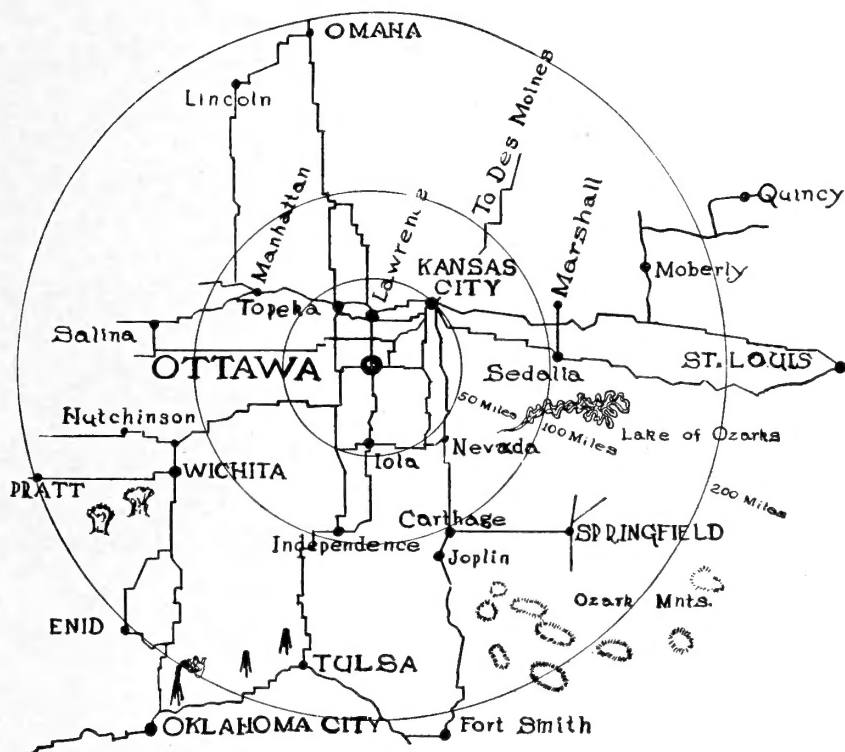 OMAHA
Lincoln
To Des Moines
Manhattan
Lawrence
Marshall
Quincy
KANSAS
CITY
Moberly
Topeka
Salina
OTTAWA
Sedalia
ST. LOUIS
50 Miles
100 Miles
Lake of Ozarks
Hutchinson
Iola
Nevada
WICHITA
PRATT
200 Miles
Carthage
SPRINGFIELD
Independence
Joplin
Ozark Mnts.
ENID
TULSA
OKLAHOMA CITY
Fort Smith